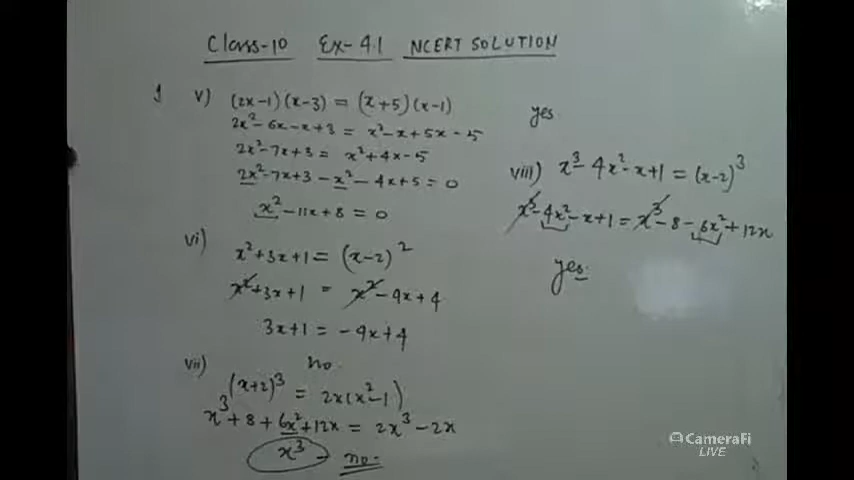 Class-10 Ex-4.1 NCERT SOLUTION
1 v) (2x-1)(x-3) = (x+5)(x-1)
2x²-6x-x+3 = x²-x+5x-5
2x²-7x+3 = x²+4x-5
2x²-7x+3-x²-4x+5=0
x²-11x+8=0
yes
vi) x²+3x+1 = (x-2)²
x²+3x+1 = x²-4x+4
3x+1 = -4x+4
no.
vii) (x+2)³ = 2x(x²-1)
x³+8+6x²+12x = 2x³-2x
x³ - no.
viii) x³-4x²-x+1 = (x-2)³
x³-4x²-x+1 = x³-8-6x²+12x
yes.
CameraFi
LIVE